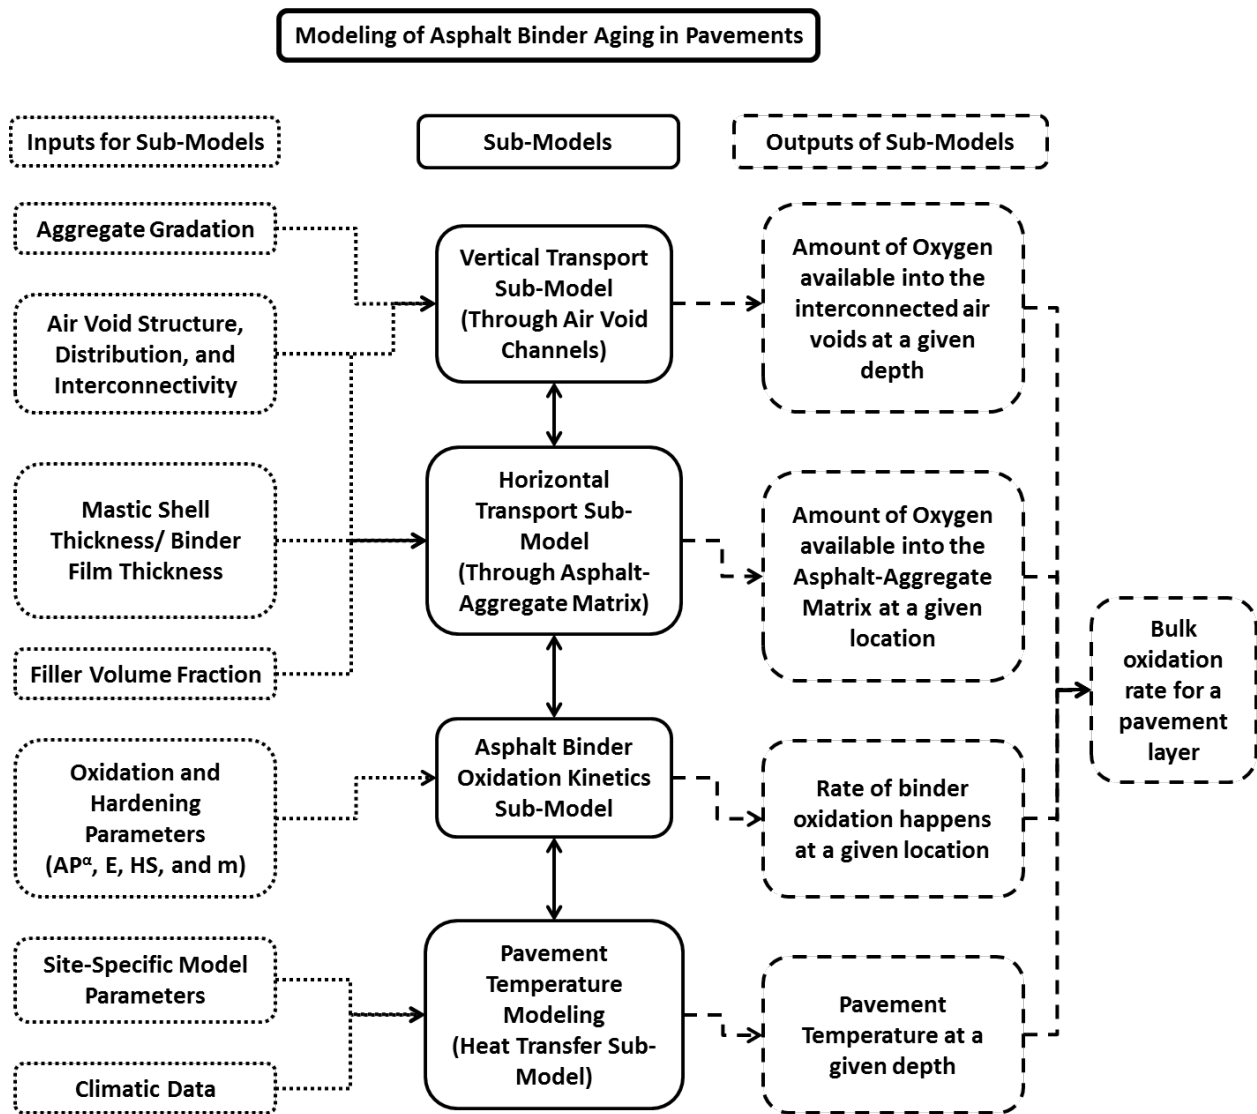 Modeling of Asphalt Binder Aging in Pavements
Inputs for Sub-Models
Sub-Models
Outputs of Sub-Models
Aggregate Gradation
Air Void Structure,
Distribution, and
Interconnectivity
Mastic Shell
Thickness/ Binder
Film Thickness
Filler Volume Fraction
Oxidation and
Hardening
Parameters
(APᵅ, E, HS, and m)
Site-Specific Model
Parameters
Climatic Data
Vertical Transport
Sub-Model
(Through Air Void
Channels)
Horizontal
Transport Sub-
Model
(Through Asphalt-
Aggregate Matrix)
Asphalt Binder
Oxidation Kinetics
Sub-Model
Pavement
Temperature
Modeling
(Heat Transfer Sub-
Model)
Amount of Oxygen
available into the
interconnected air
voids at a given
depth
Amount of Oxygen
available into the
Asphalt-Aggregate
Matrix at a given
location
Rate of binder
oxidation happens
at a given location
Pavement
Temperature at a
given depth
Bulk
oxidation
rate for a
pavement
layer